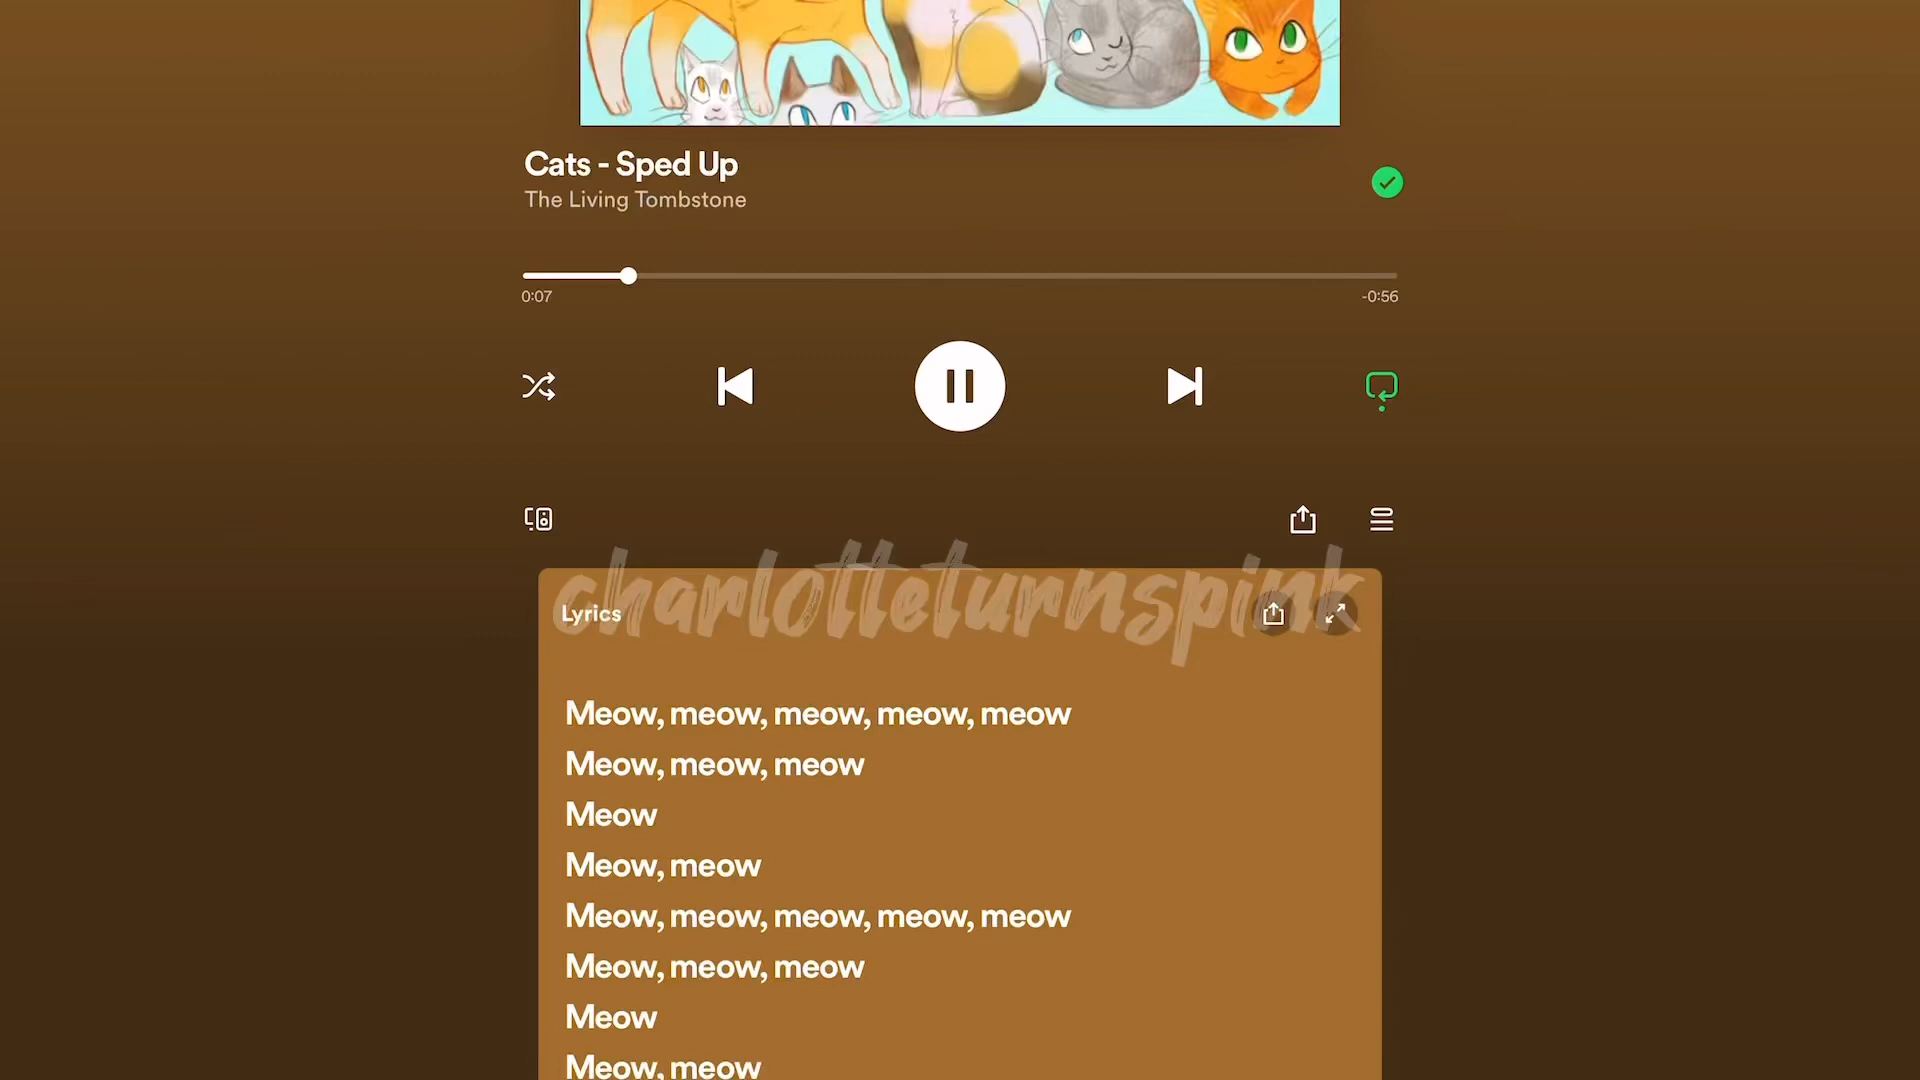 Cats - Sped Up
The Living Tombstone
0:07
-0:56
charlotteturnspink
Lyrics
Meow, meow, meow, meow, meow
Meow, meow, meow
Meow
Meow, meow
Meow, meow, meow, meow, meow
Meow, meow, meow
Meow
Meow, meow